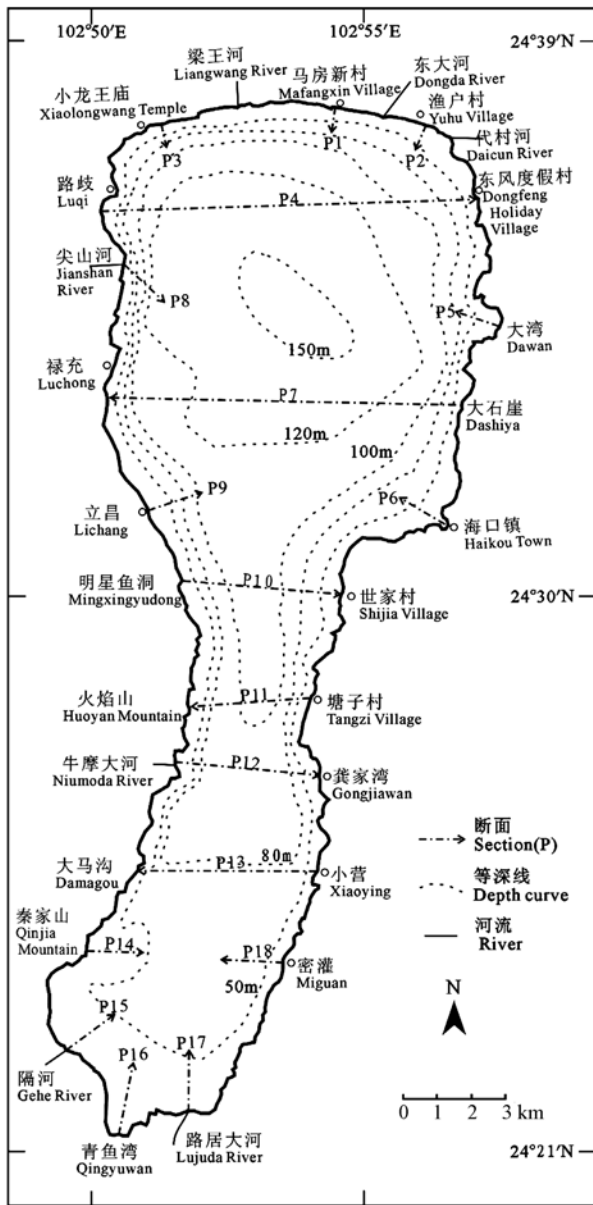 102°50′E
102°55′E
24°39′N
梁王河
Liangwang River
马房新村
Mafangxin Village
东大河
Dongda River
小龙王庙
Xiaolongwang Temple
渔户村
Yuhu Village
代村河
Daicun River
P3
P1
P2
路歧
Luqi
东风度假村
Dongfeng
Holiday
Village
P4
尖山河
Jianshan
River
P8
P5
大湾
Dawan
150m
禄充
Luchong
P7
大石崖
Dashiya
120m
100m
P9
P6
立昌
Lichang
海口镇
Haikou Town
明星鱼洞
Mingxingyudong
P10
世家村
Shijia Village
24°30′N
火焰山
Huoyan Mountain
P11
塘子村
Tangzi Village
牛摩大河
Niumoda River
P12
龚家湾
Gongjiawan
断面
Section(P)
大马沟
Damagou
80m
P13
小营
Xiaoying
等深线
Depth curve
秦家山
Qinjia
Mountain
P14
P18
密灌
Miguan
河流
River
50m
P15
N
P16
P17
隔河
Gehe River
0 1 2 3 km
青鱼湾
Qingyuwan
路居大河
Lujuda River
24°21′N
102°50′E
102°55′E